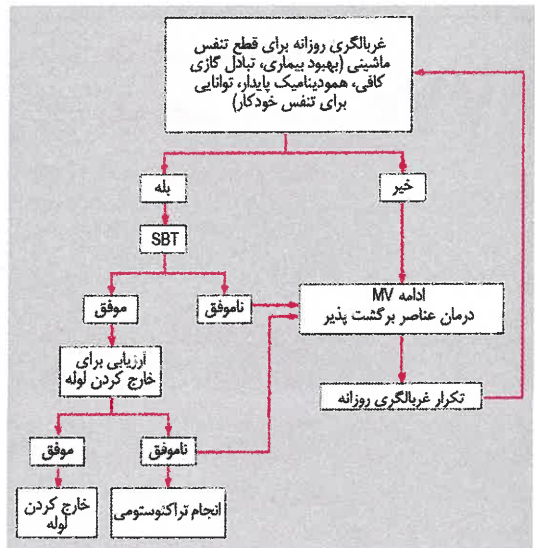 غربالگری روزانه برای قطع تنفس
ماشینی (بهبود بیماری، تبادل گازی
کافی، همودینامیک پایدار، توانایی
برای تنفس خودکار)
خیر
بله
SBT
ادامه MV
درمان عناصر برگشت پذیر
ناموفق
موفق
ارزیابی برای
خارج کردن لوله
تکرار غربالگری روزانه
ناموفق
موفق
انجام تراکئوستومی
خارج کردن
لوله